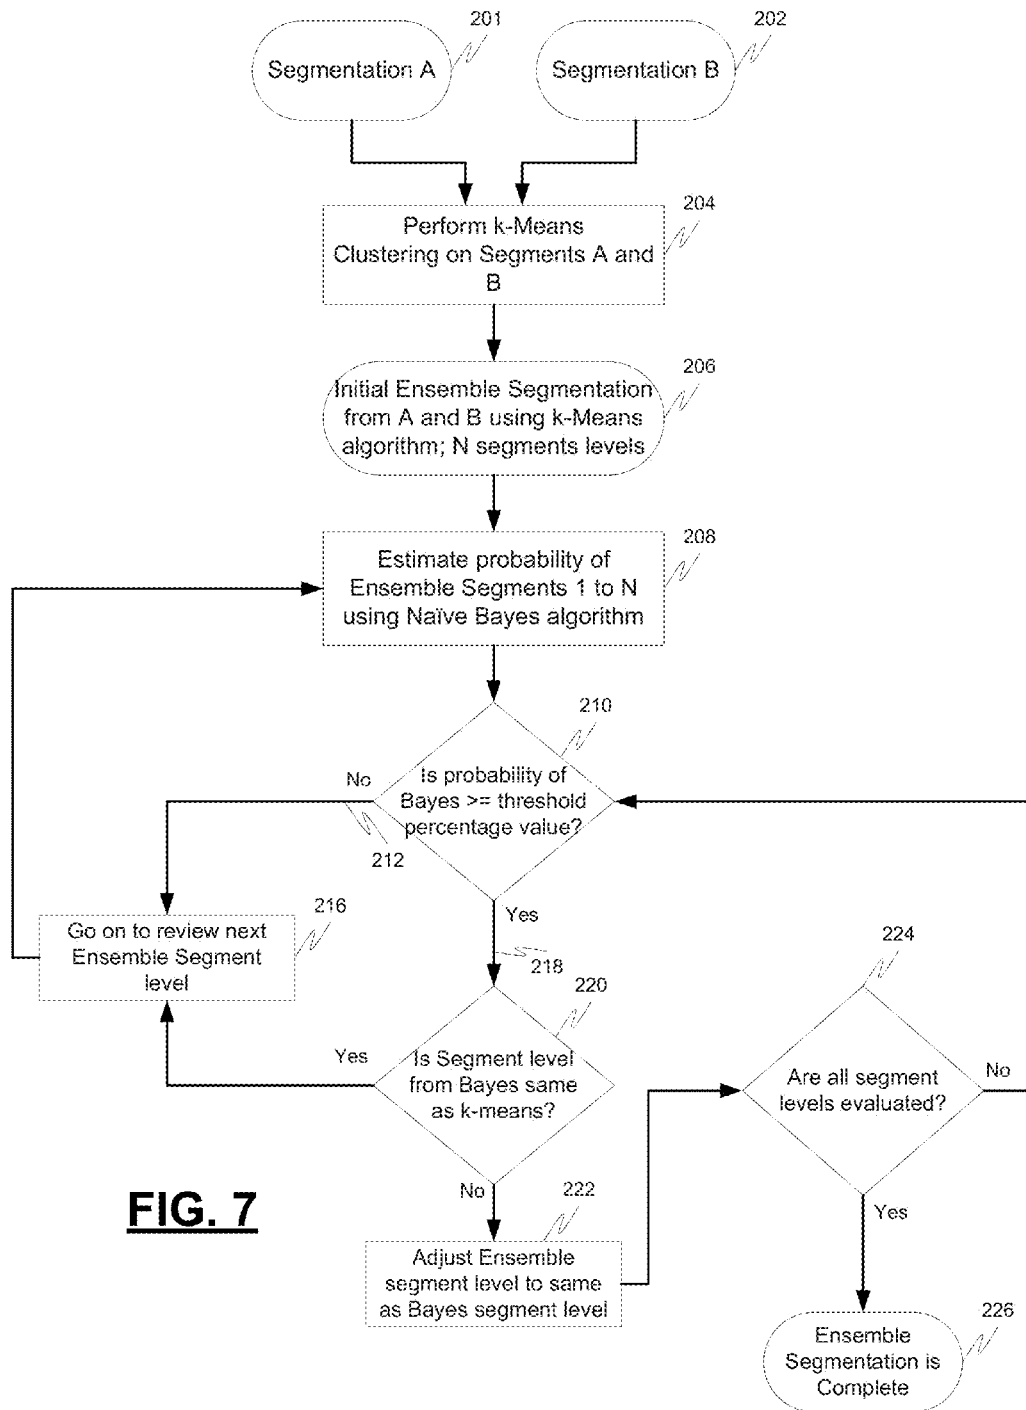 201
202
Segmentation A
Segmentation B
204
Perform k-Means
Clustering on Segments A and
B
206
Initial Ensemble Segmentation
from A and B using k-Means
algorithm; N segments levels
208
Estimate probability of
Ensemble Segments 1 to N
using Naïve Bayes algorithm
210
No
Is probability of
Bayes >= threshold
percentage value?
212
216
Go on to review next
Ensemble Segment
level
Yes
218
220
224
Yes
Is Segment level
from Bayes same
as k-means?
Are all segment
levels evaluated?
No
No
222
Yes
FIG. 7
Adjust Ensemble
segment level to same
as Bayes segment level
226
Ensemble
Segmentation is
Complete